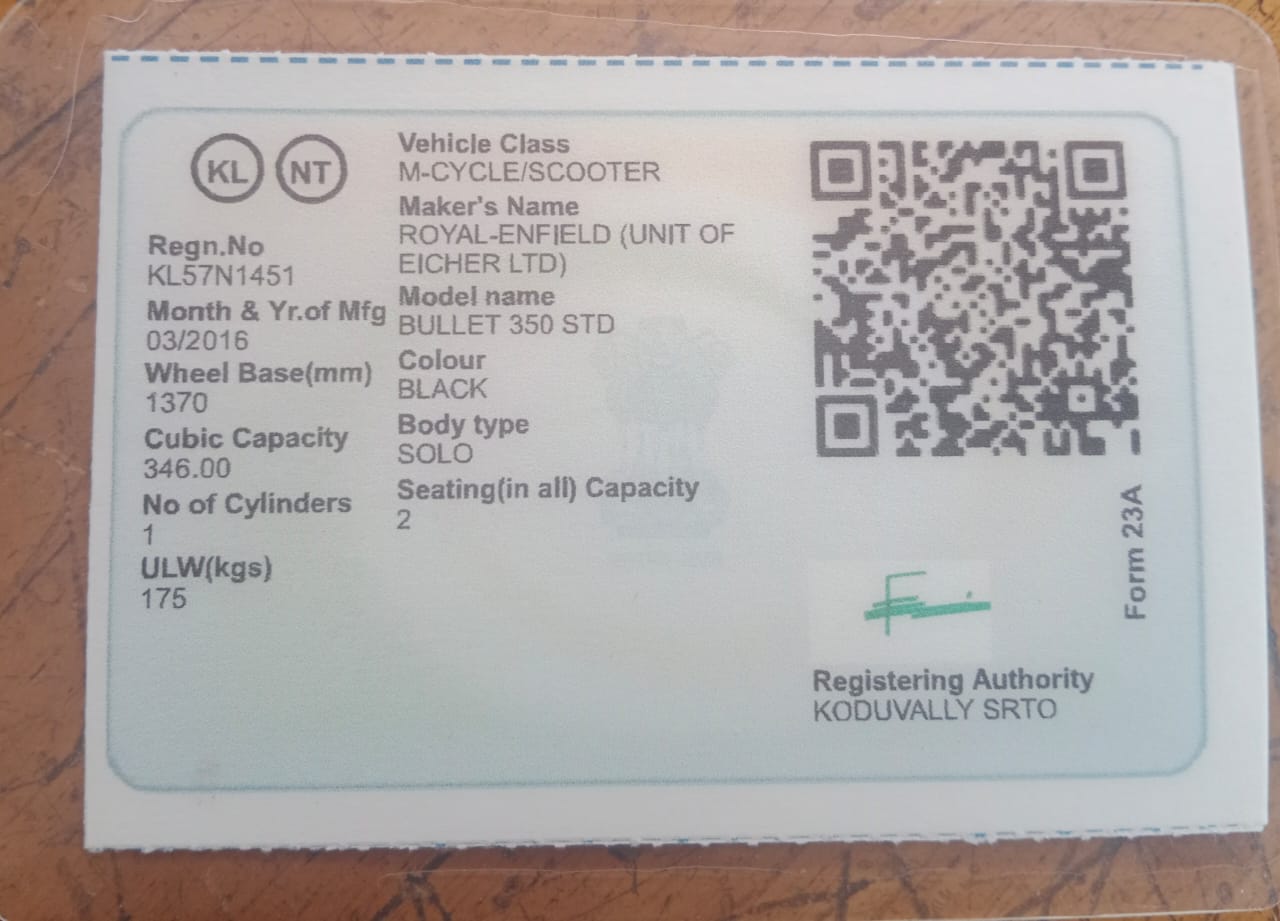 KL NT
Regn.No
KL57N1451
Month & Yr.of Mfg
03/2016
Wheel Base(mm)
1370
Cubic Capacity
346.00
No of Cylinders
1
ULW(kgs)
175
Vehicle Class
M-CYCLE/SCOOTER
Maker's Name
ROYAL-ENFIELD (UNIT OF
EICHER LTD)
Model name
BULLET 350 STD
Colour
BLACK
Body type
SOLO
Seating(in all) Capacity
2
Form 23A
Registering Authority
KODUVALLY SRTO